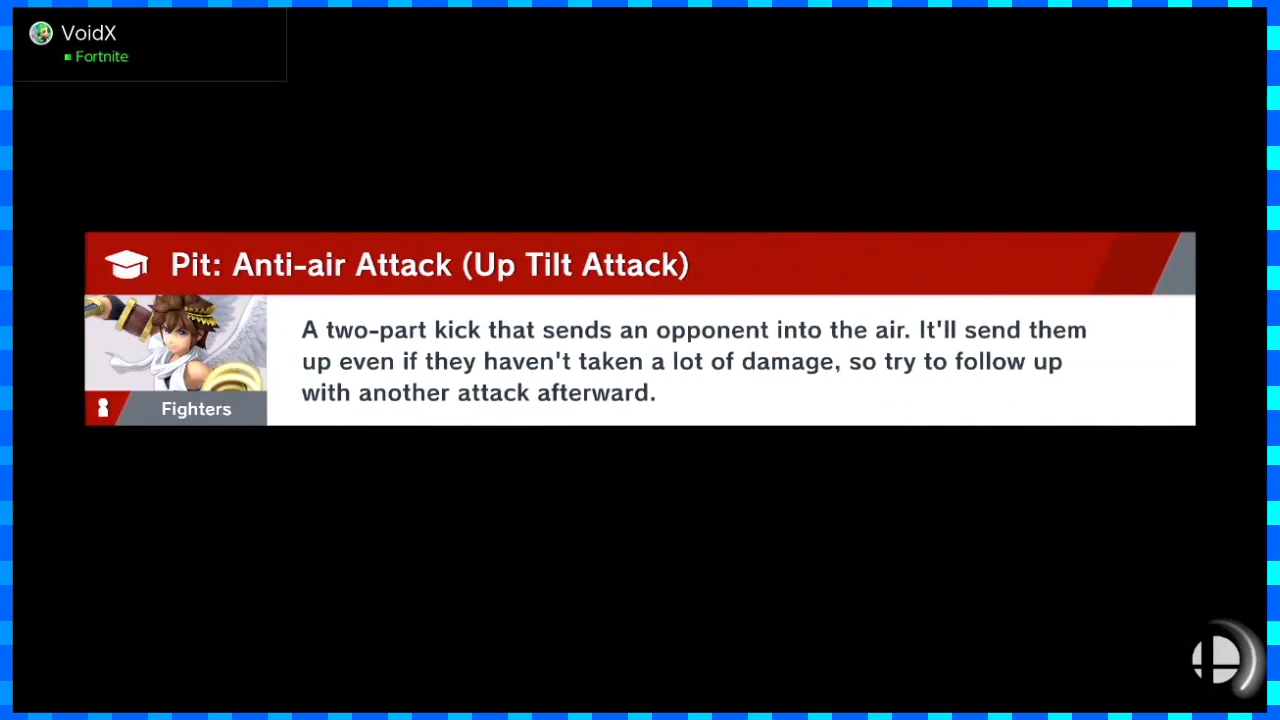 VoidX
Fortnite
Pit: Anti-air Attack (Up Tilt Attack)
A two-part kick that sends an opponent into the air. It'll send them
up even if they haven't taken a lot of damage, so try to follow up
with another attack afterward.
Fighters